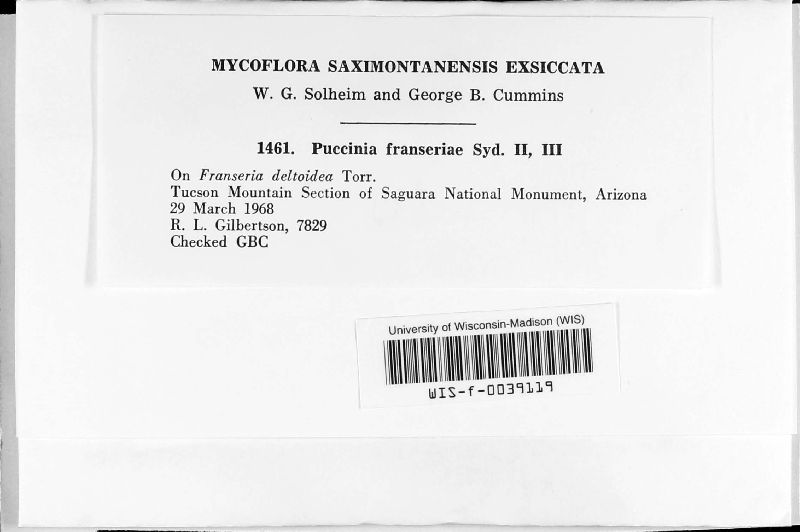 MYCOFLORA SAXIMONTANENSIS EXSICCATA
W. G. Solheim and George B. Cummins
1461. Puccinia franseriae Syd. II, III
On Franseria deltoidea Torr.
Tucson Mountain Section of Saguara National Monument, Arizona
29 March 1968
R. L. Gilbertson, 7829
Checked GBC
University of Wisconsin-Madison (WIS)
WIS-f-0039119